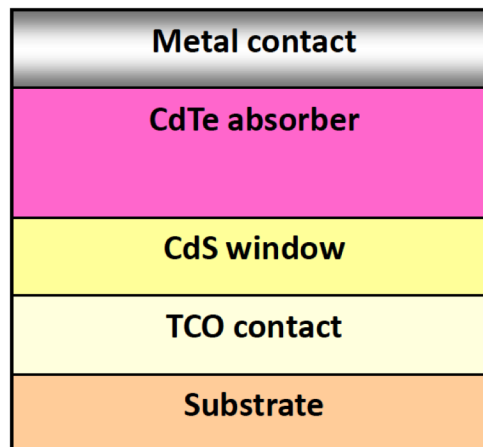 Metal contact
CdTe absorber
CdS window
TCO contact
Substrate